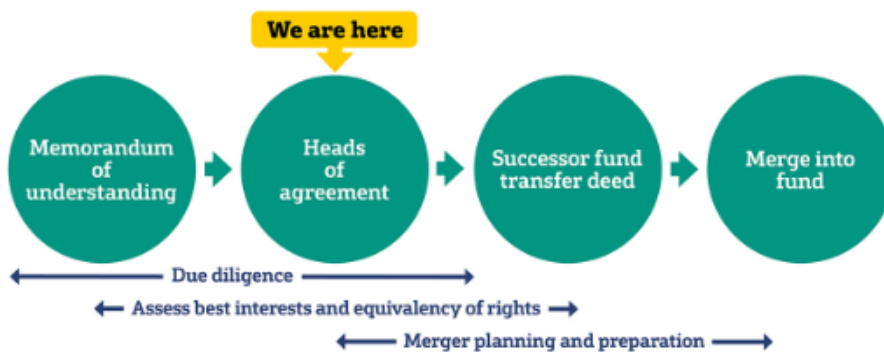 We are here
Memorandum
of
understanding
Heads
of
agreement
Successor fund
transfer deed
Merge into
fund
Due diligence
Assess best interests and equivalency of rights
Merger planning and preparation